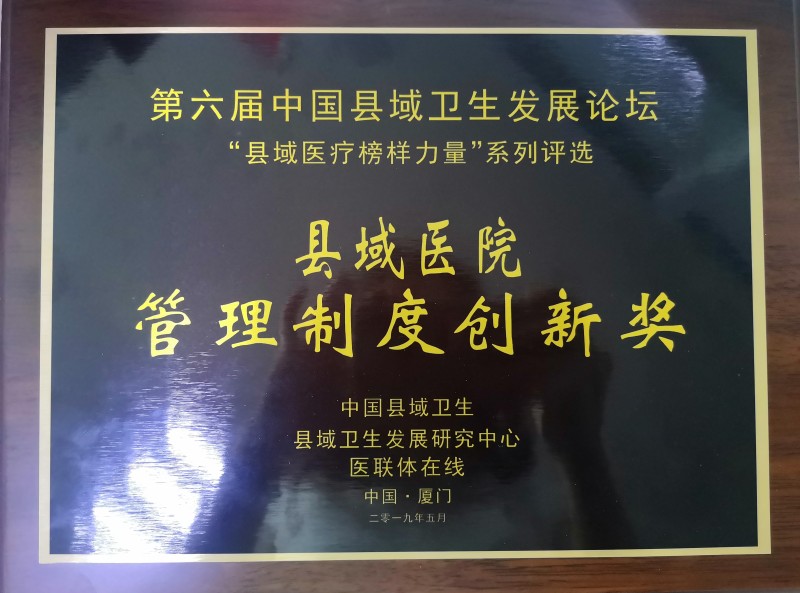 第六届中国县域卫生发展论坛
“县域医疗榜样力量”系列评选
县域医院
管理制度创新奖
中国县域卫生
县域卫生发展研究中心
医联体在线
中国·厦门
二零一九年五月